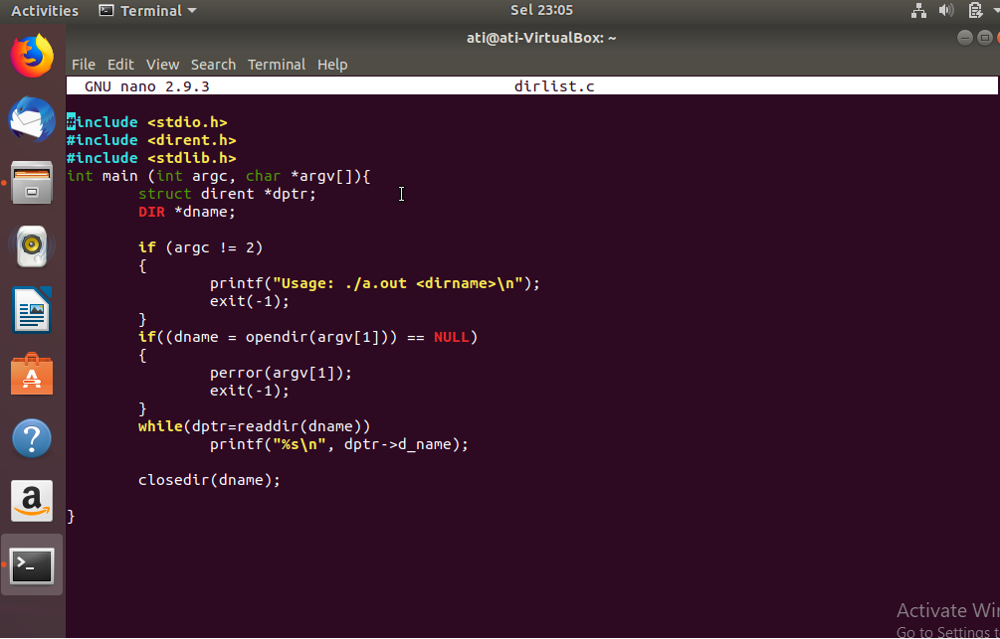 Activities Terminal Sel 23:05
ati@ati-VirtualBox: ~
File Edit View Search Terminal Help
GNU nano 2.9.3 dirlist.c
#include <stdio.h>
#include <dirent.h>
#include <stdlib.h>
int main (int argc, char *argv[]){
        struct dirent *dptr;
        DIR *dname;
        if (argc != 2)
        {
                printf("Usage: ./a.out <dirname>\n");
                exit(-1);
        }
        if((dname = opendir(argv[1])) == NULL)
        {
                perror(argv[1]);
                exit(-1);
        }
        while(dptr=readdir(dname))
                printf("%s\n", dptr->d_name);
        closedir(dname);
}
Activate Win
Go to Settings t